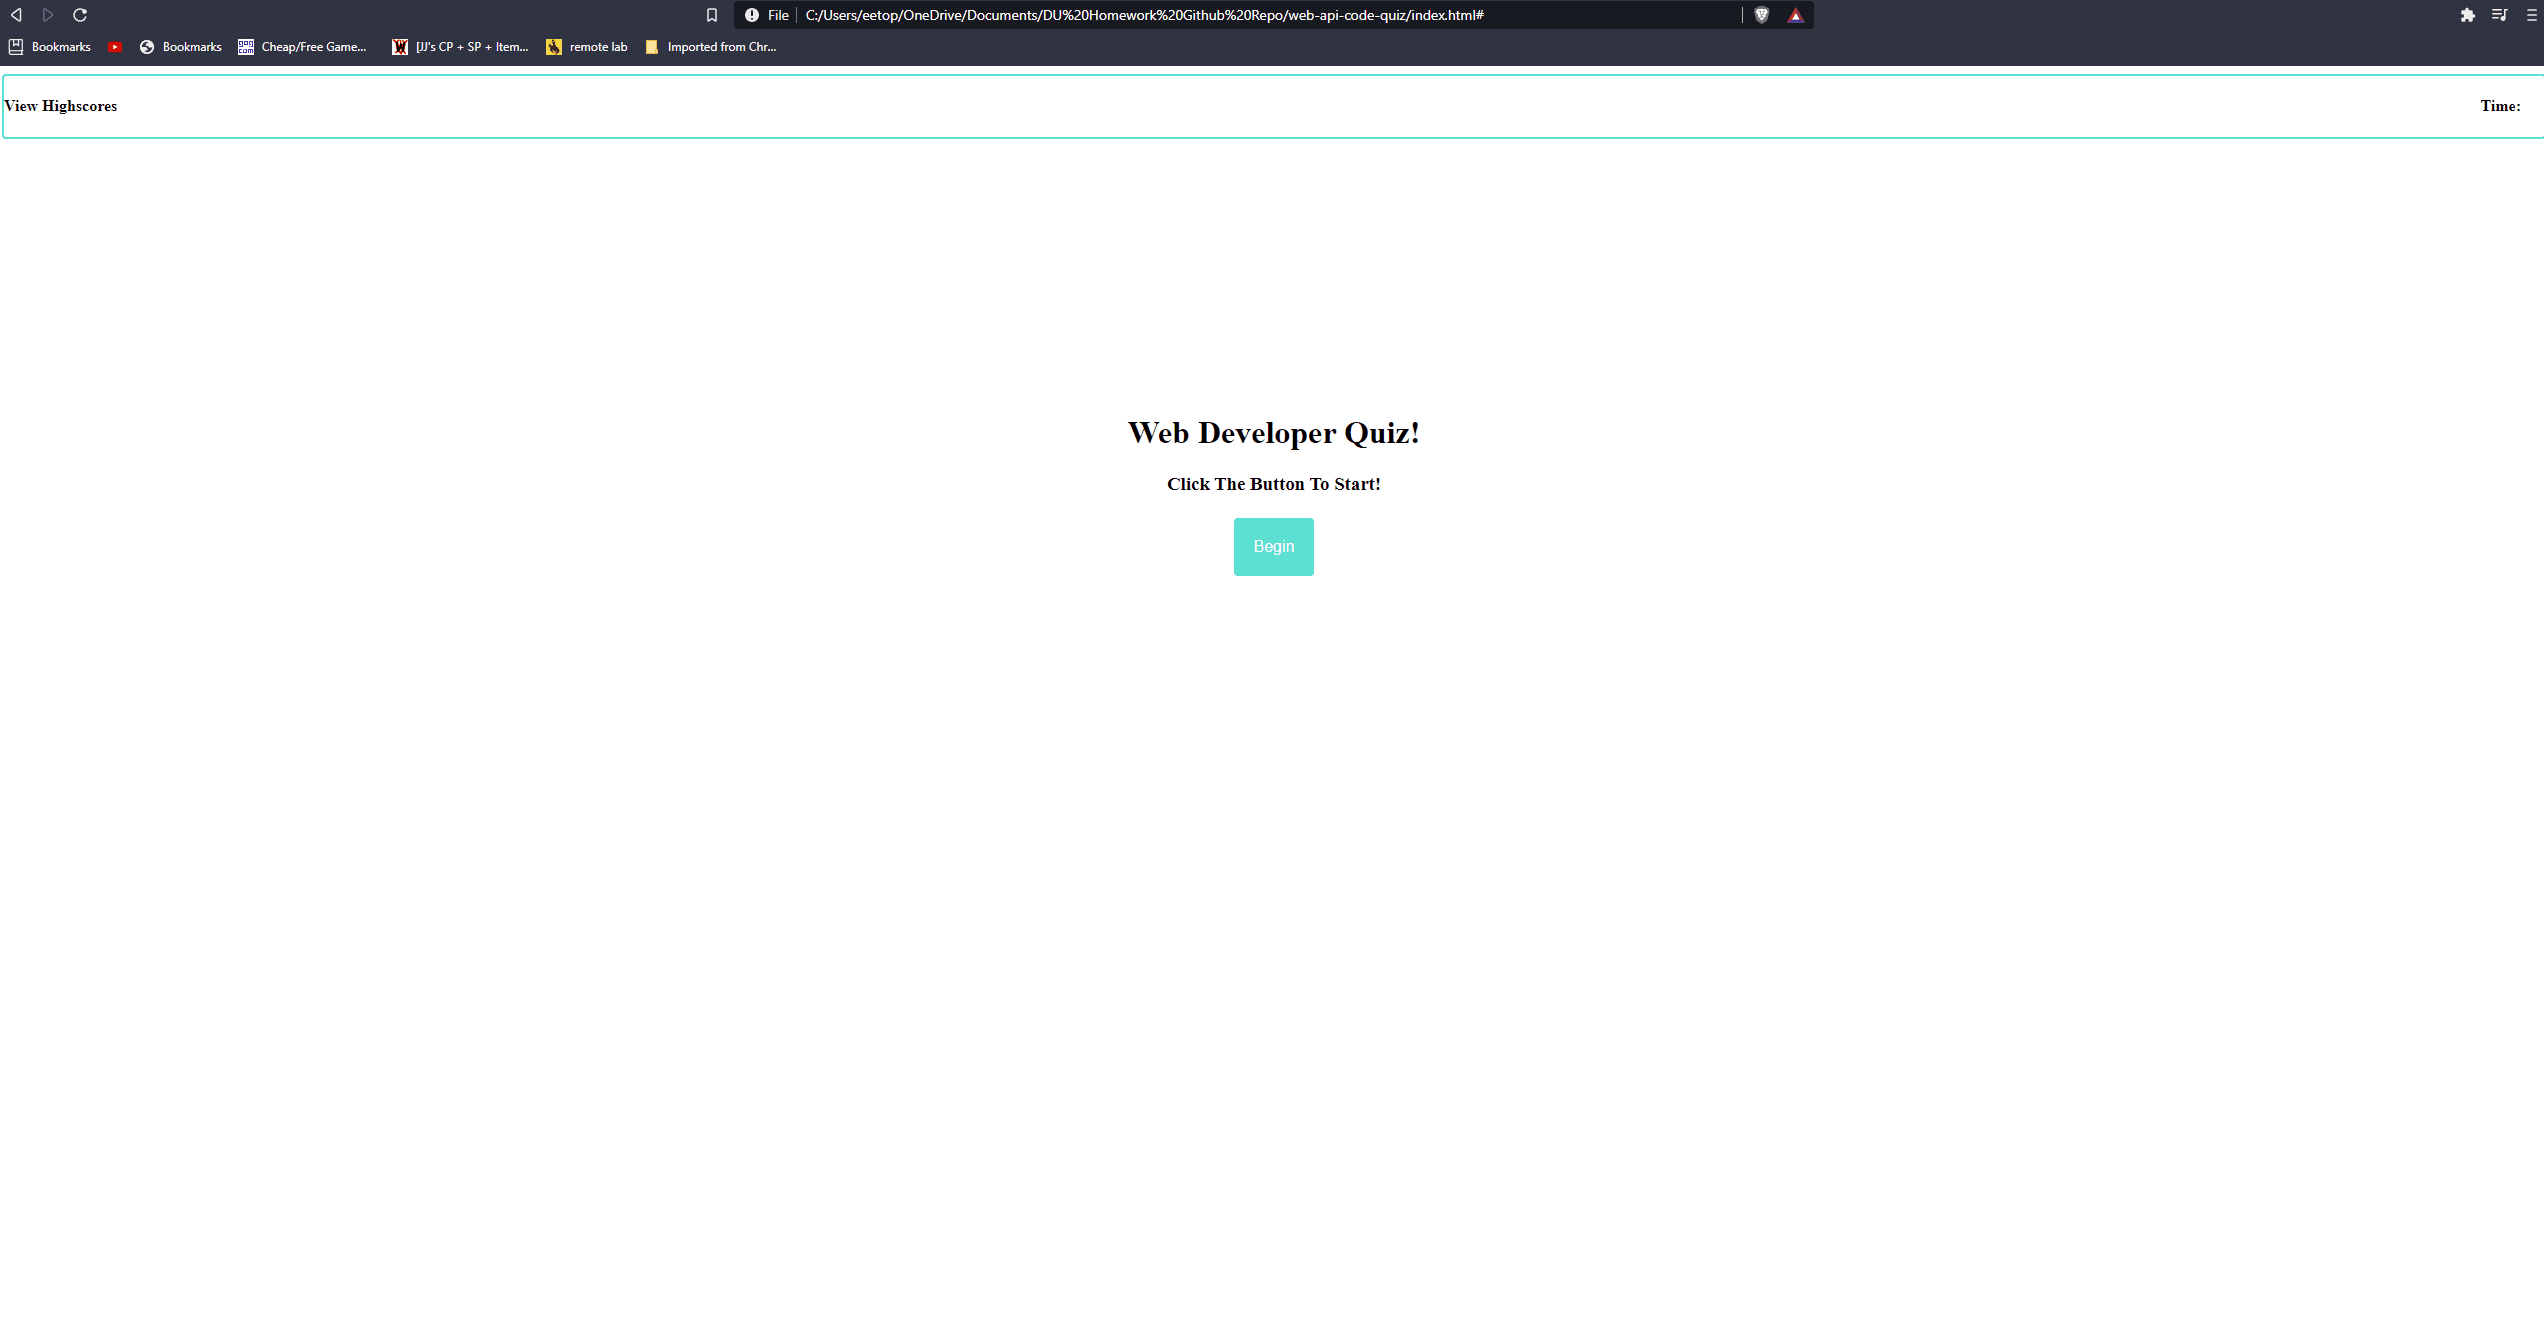 File C:/Users/eetop/OneDrive/Documents/DU%20Homework%20Github%20Repo/web-api-code-quiz/index.html#
Bookmarks Bookmarks gog com Cheap/Free Game... [JJ's CP + SP + Item... remote lab Imported from Chr...
View Highscores Time:
Web Developer Quiz!
Click The Button To Start!
Begin